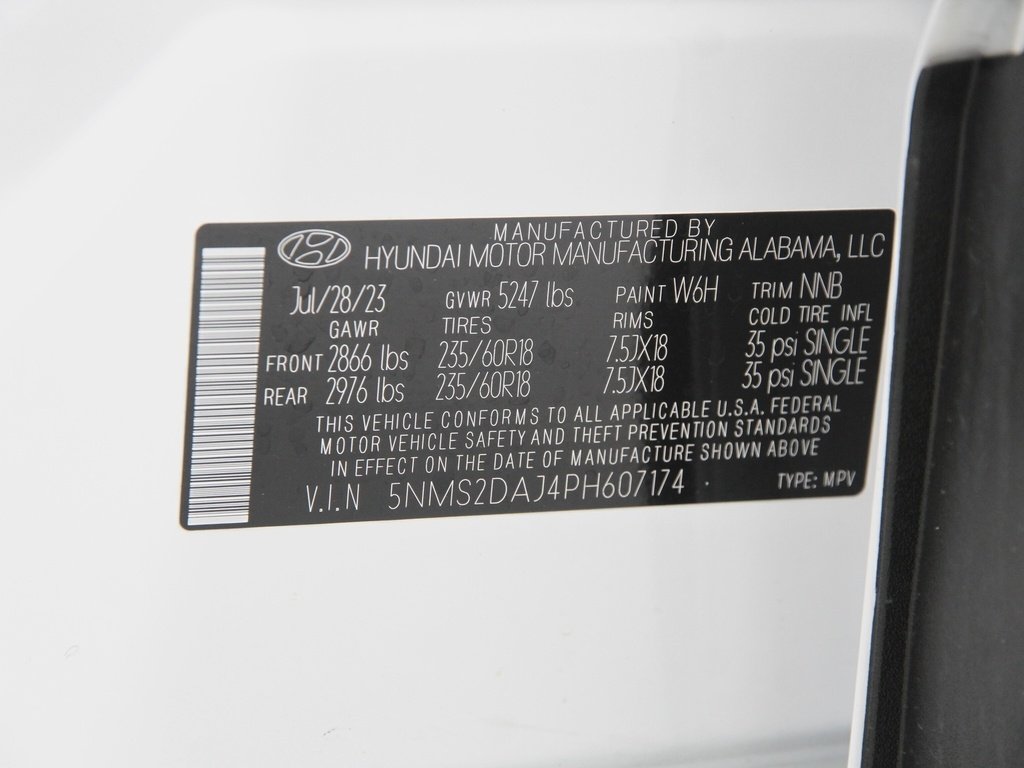 MANUFACTURED BY
HYUNDAI MOTOR MANUFACTURING ALABAMA, LLC
Jul/28/23 GVWR 5247 lbs PAINT W6H TRIM NNB
GAWR TIRES RIMS COLD TIRE INFL
FRONT 2866 lbs 235/60R18 7.5JX18 35 psi SINGLE
REAR 2976 lbs 235/60R18 7.5JX18 35 psi SINGLE
THIS VEHICLE CONFORMS TO ALL APPLICABLE U.S.A. FEDERAL
MOTOR VEHICLE SAFETY AND THEFT PREVENTION STANDARDS
IN EFFECT ON THE DATE OF MANUFACTURE SHOWN ABOVE
V.I.N 5NMS2DAJ4PH607174 TYPE: MPV